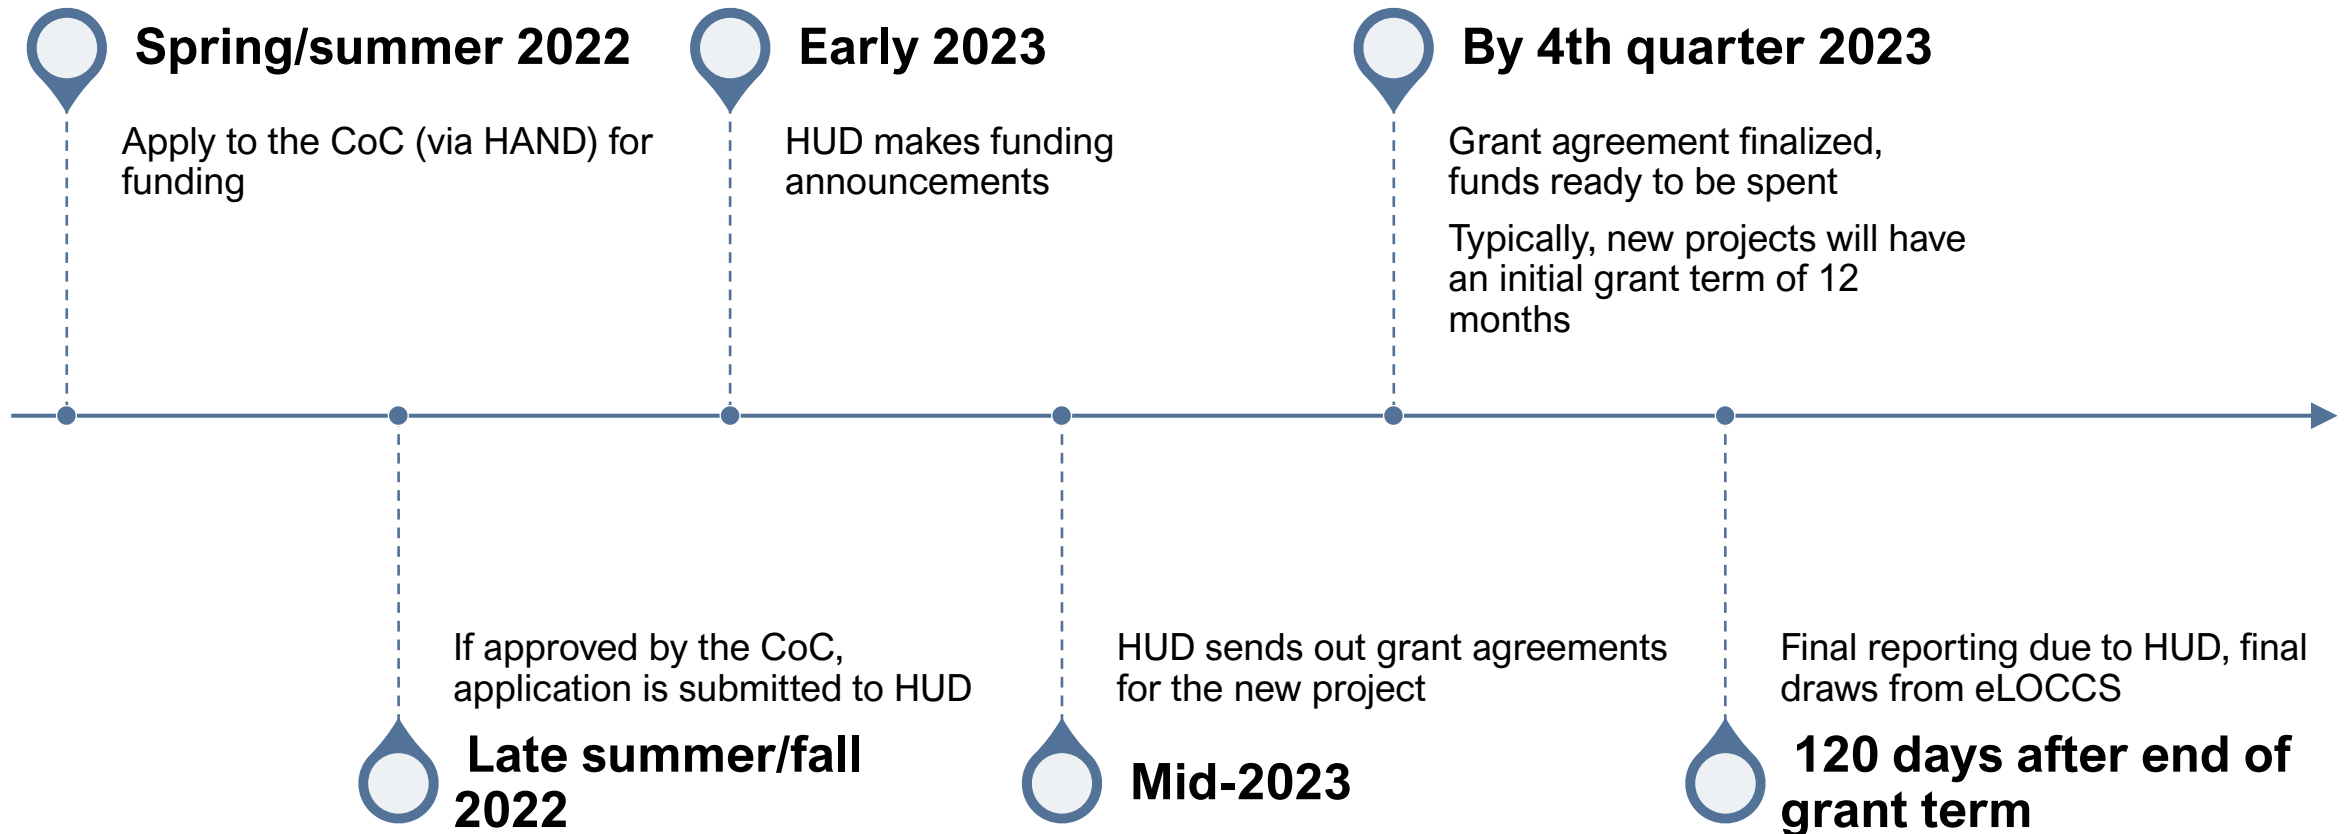 Spring/summer 2022
Apply to the CoC (via HAND) for
funding
If approved by the CoC,
application is submitted to HUD
Late summer/fall
2022
Early 2023
HUD makes funding
announcements
HUD sends out grant agreements
for the new project
Mid-2023
By 4th quarter 2023
Grant agreement finalized,
funds ready to be spent
Typically, new projects will have
an initial grant term of 12
months
Final reporting due to HUD, final
draws from eLOCCS
120 days after end of
grant term